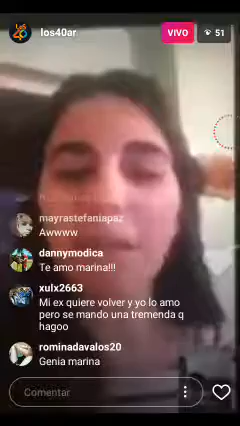 los40ar
VIVO
51
mayrastefaniapaz
Awwww
dannymodica
Te amo marina!!!
xulx2663
Mi ex quiere volver y yo lo amo
pero se mando una tremenda q
hagoo
rominadavalos20
Genia marina
Comentar